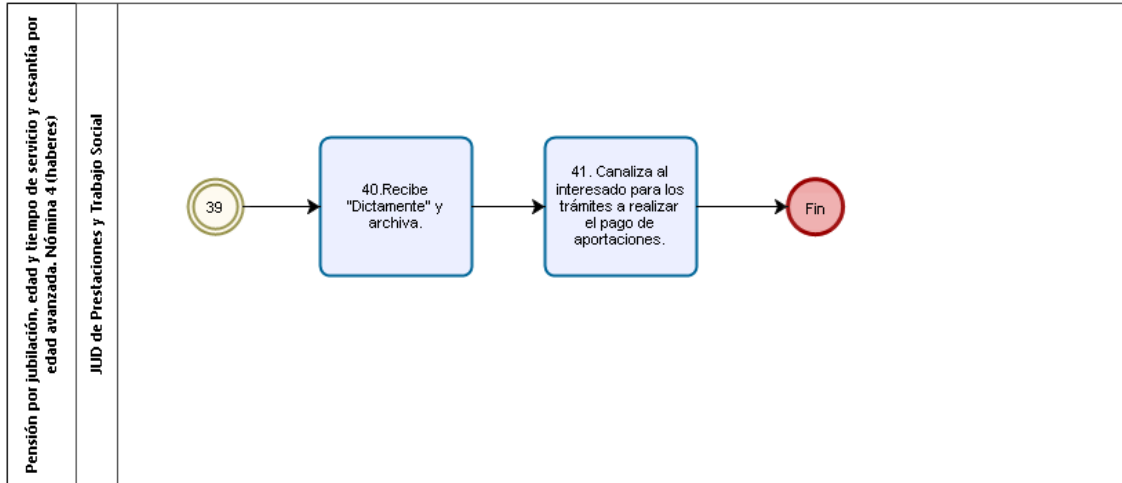 Pensión por jubilación, edad y tiempo de servicio y cesantía por
edad avanzada. Nómina 4 (haberes)
JUD de Prestaciones y Trabajo Social
39
40.Recibe
"Dictamente" y
archiva.
41. Canaliza al
interesado para los
trámites a realizar
el pago de
aportaciones.
Fin